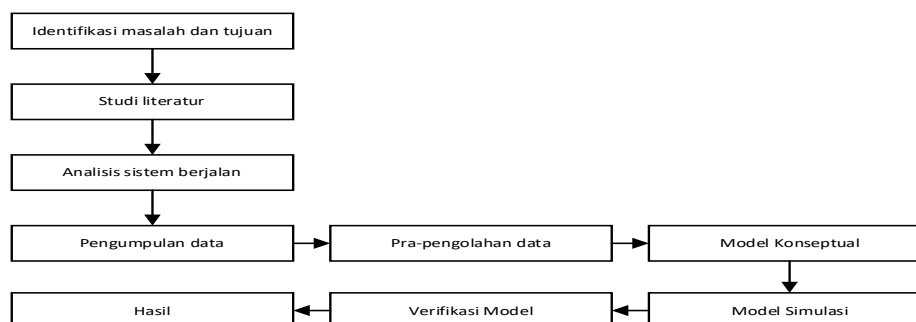 Identifikasi masalah dan tujuan
Studi literatur
Analisis sistem berjalan
Pengumpulan data
Pra-pengolahan data
Model Konseptual
Model Simulasi
Verifikasi Model
Hasil